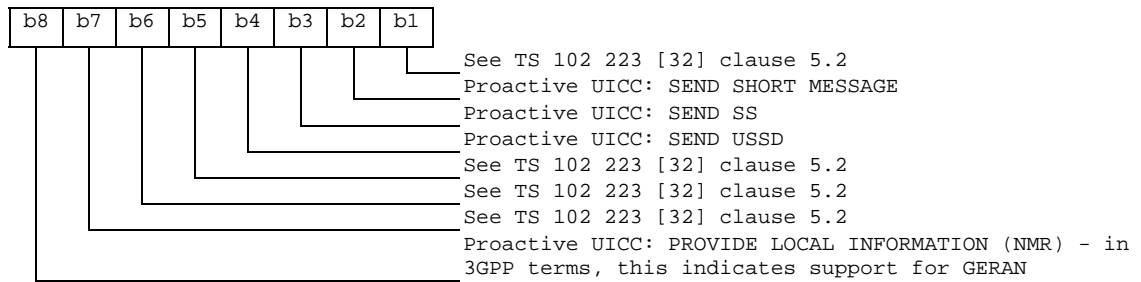 b8 b7 b6 b5 b4 b3 b2 b1
See TS 102 223 [32] clause 5.2
Proactive UICC: SEND SHORT MESSAGE
Proactive UICC: SEND SS
Proactive UICC: SEND USSD
See TS 102 223 [32] clause 5.2
See TS 102 223 [32] clause 5.2
See TS 102 223 [32] clause 5.2
Proactive UICC: PROVIDE LOCAL INFORMATION (NMR) - in
3GPP terms, this indicates support for GERAN